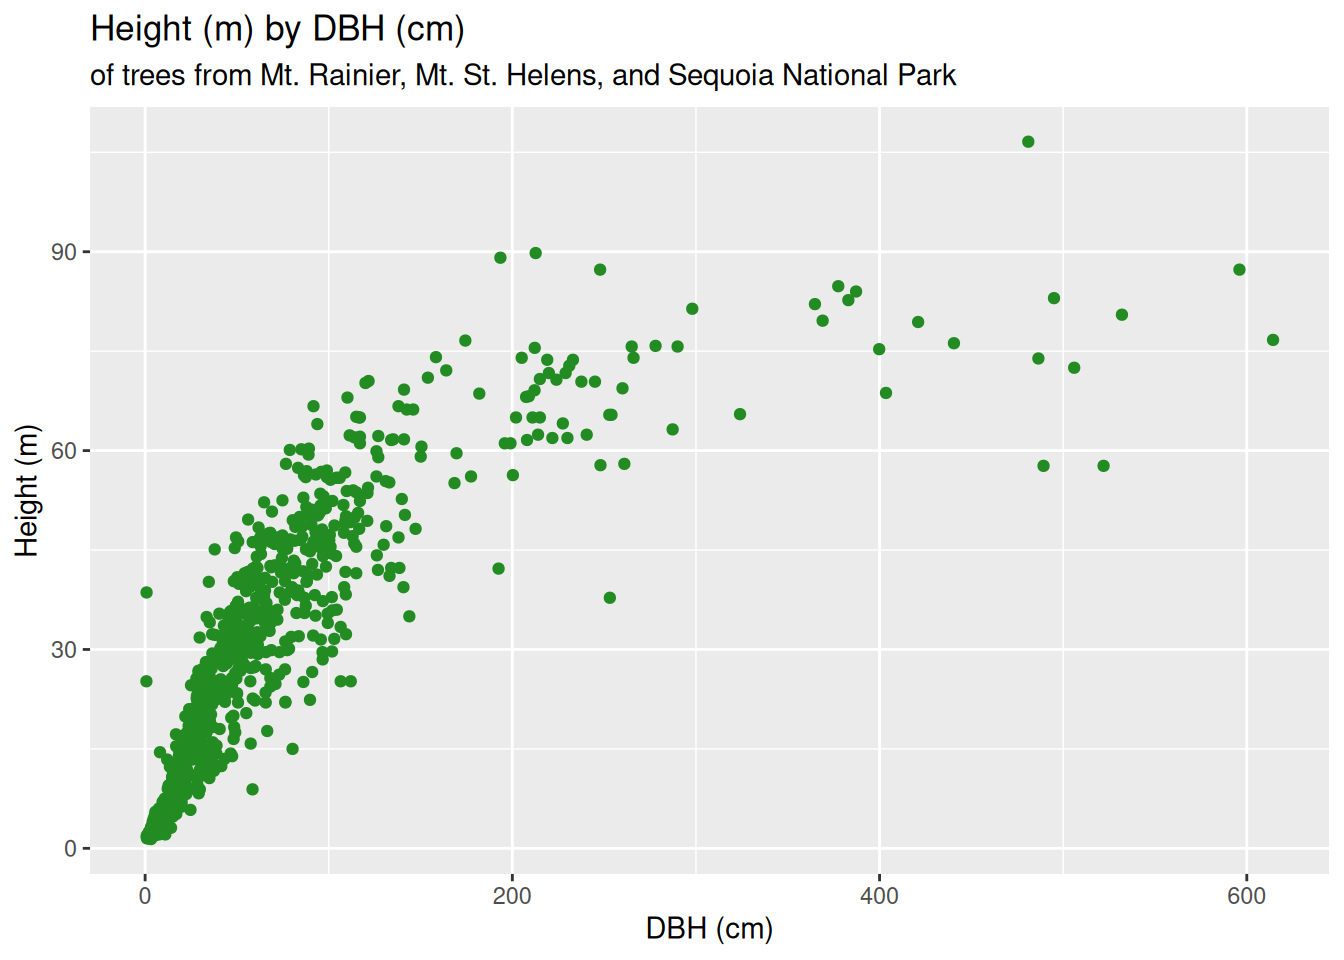 Height (m) by DBH (cm)
of trees from Mt. Rainier, Mt. St. Helens, and Sequoia National Park
Height (m)
90
60
30
0
0 200 400 600
DBH (cm)